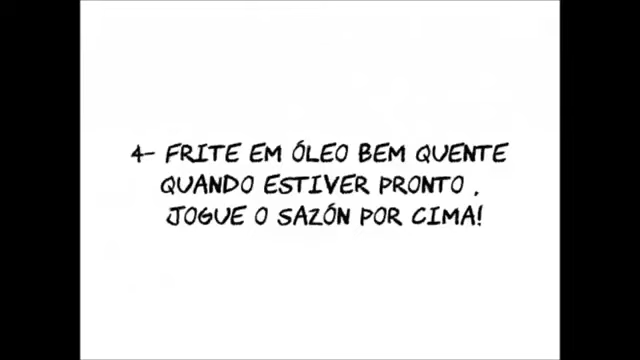 4- FRITE EM ÓLEO BEM QUENTE
QUANDO ESTIVER PRONTO ,
JOGUE O SAZÓN POR CIMA!